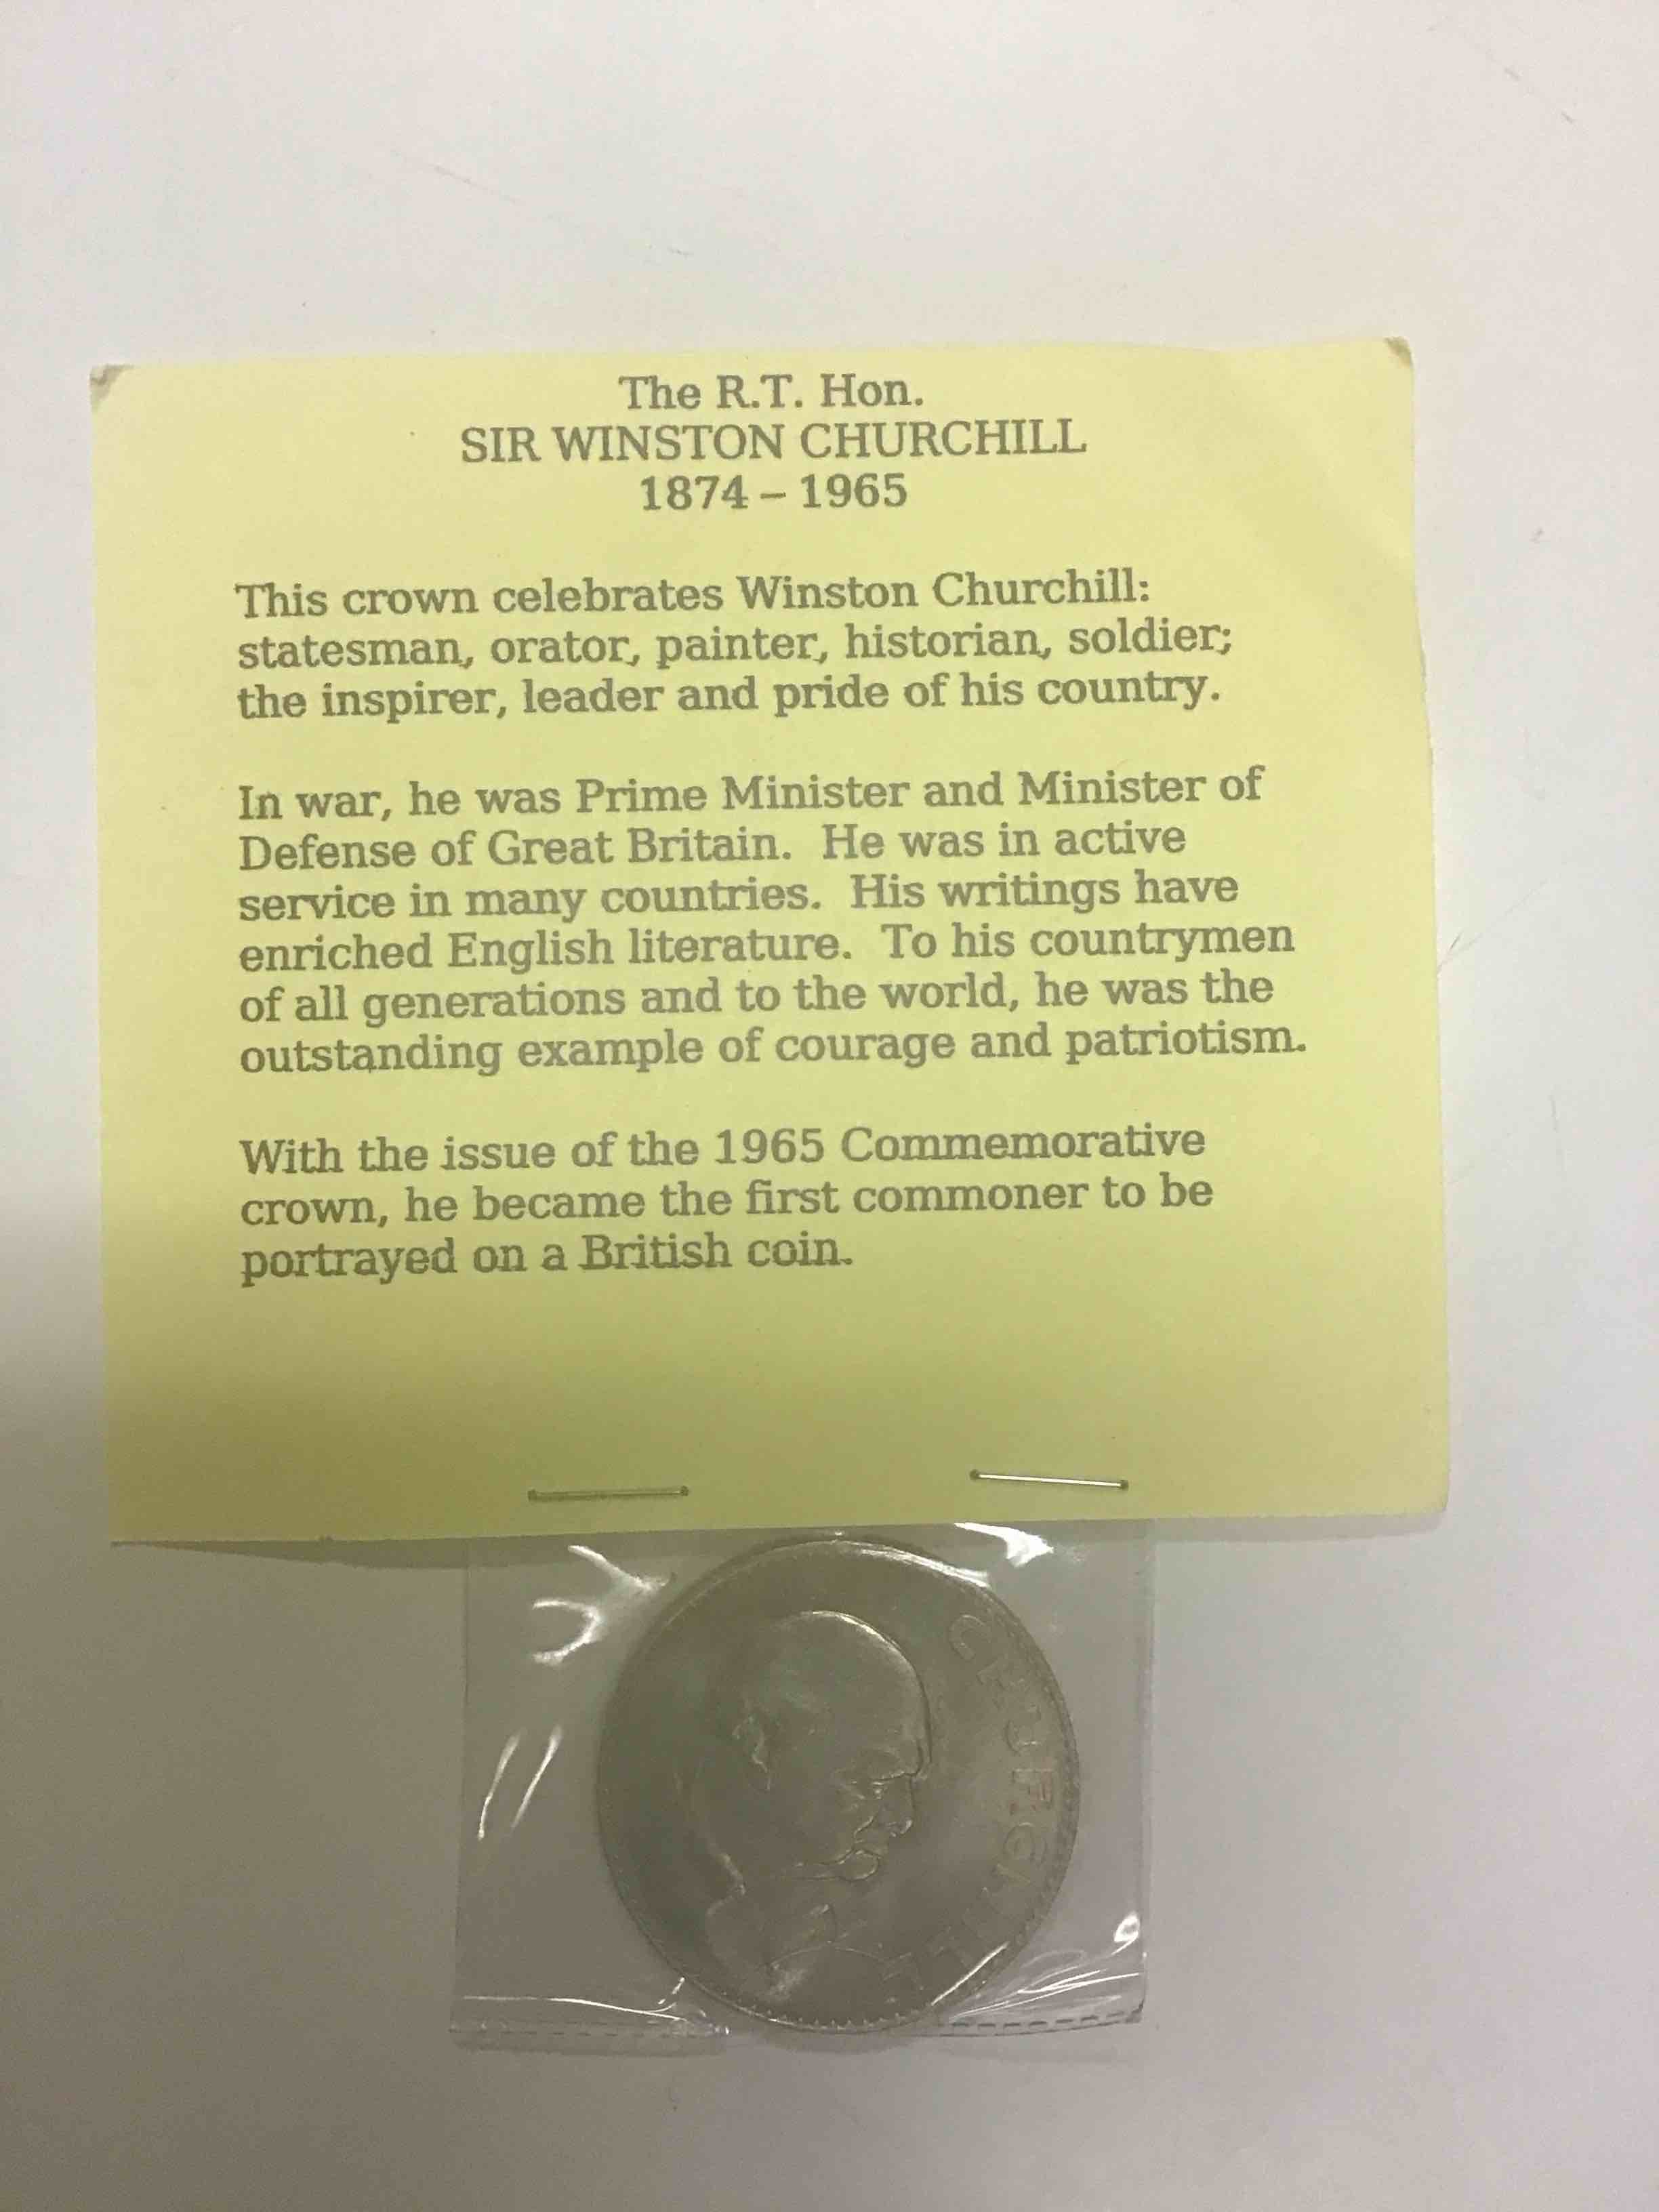 The R.T. Hon.
SIR WINSTON CHURCHILL
1874 – 1965
This crown celebrates Winston Churchill:
statesman, orator, painter, historian, soldier;
the inspirer, leader and pride of his country.
In war, he was Prime Minister and Minister of
Defense of Great Britain. He was in active
service in many countries. His writings have
enriched English literature. To his countrymen
of all generations and to the world, he was the
outstanding example of courage and patriotism.
With the issue of the 1965 Commemorative
crown, he became the first commoner to be
portrayed on a British coin.
CHURCHILL